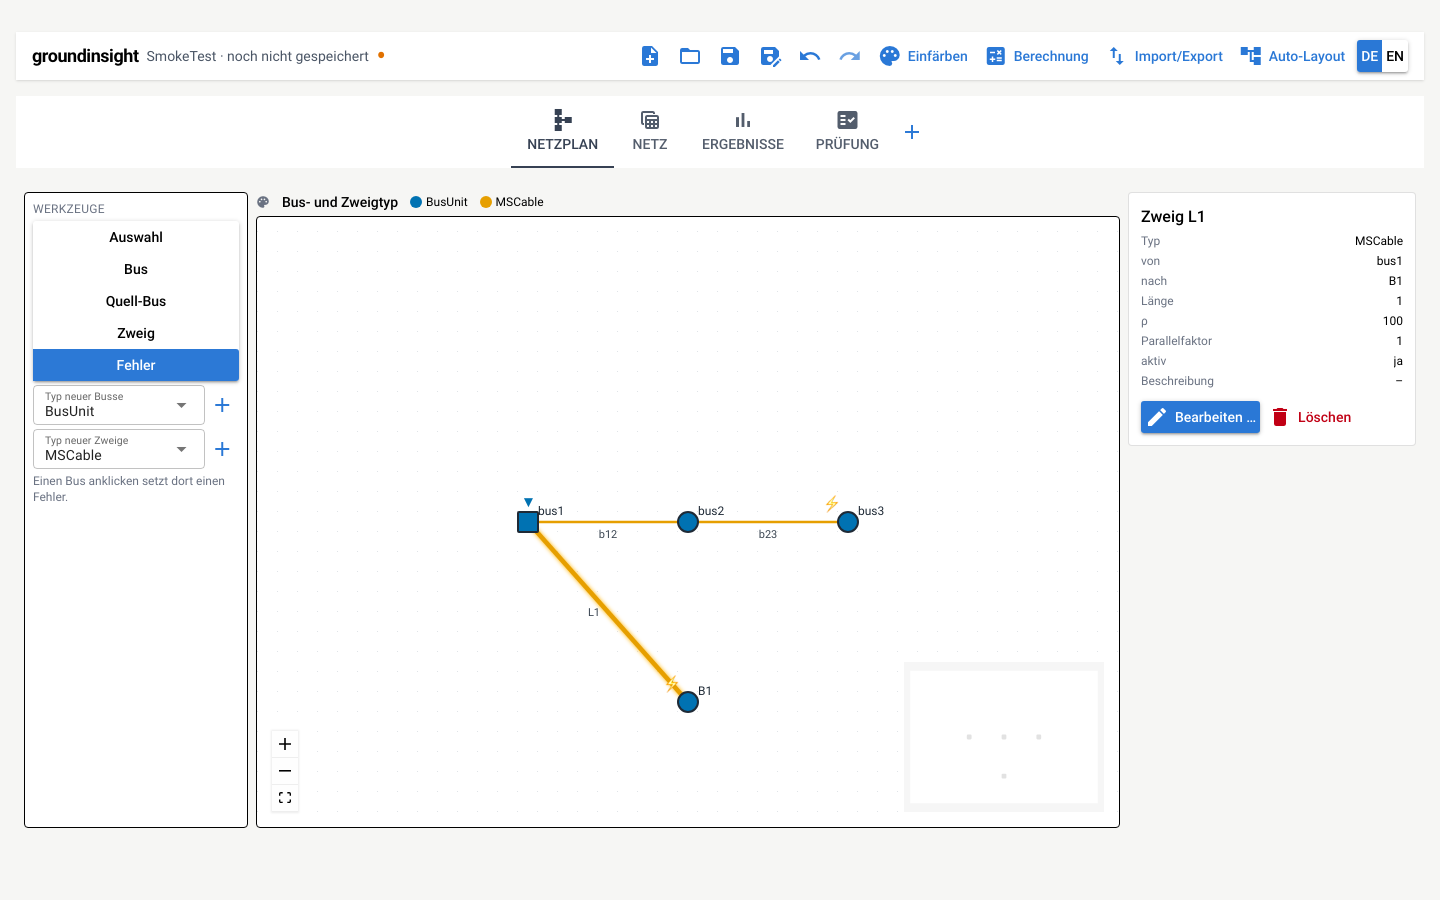 groundinsight SmokeTest · noch nicht gespeichert
Einfärben Berechnung Import/Export Auto-Layout DE EN
NETZPLAN NETZ ERGEBNISSE PRÜFUNG
WERKZEUGE
Auswahl
Bus
Quell-Bus
Zweig
Fehler
Typ neuer Busse
BusUnit
Typ neuer Zweige
MSCable
Einen Bus anklicken setzt dort einen
Fehler.
Bus- und Zweigtyp BusUnit MSCable
bus1 bus2 bus3
b12 b23
L1
B1
Zweig L1
Typ MSCable
von bus1
nach B1
Länge 1
ρ 100
Parallelfaktor 1
aktiv ja
Beschreibung –
Bearbeiten ... Löschen